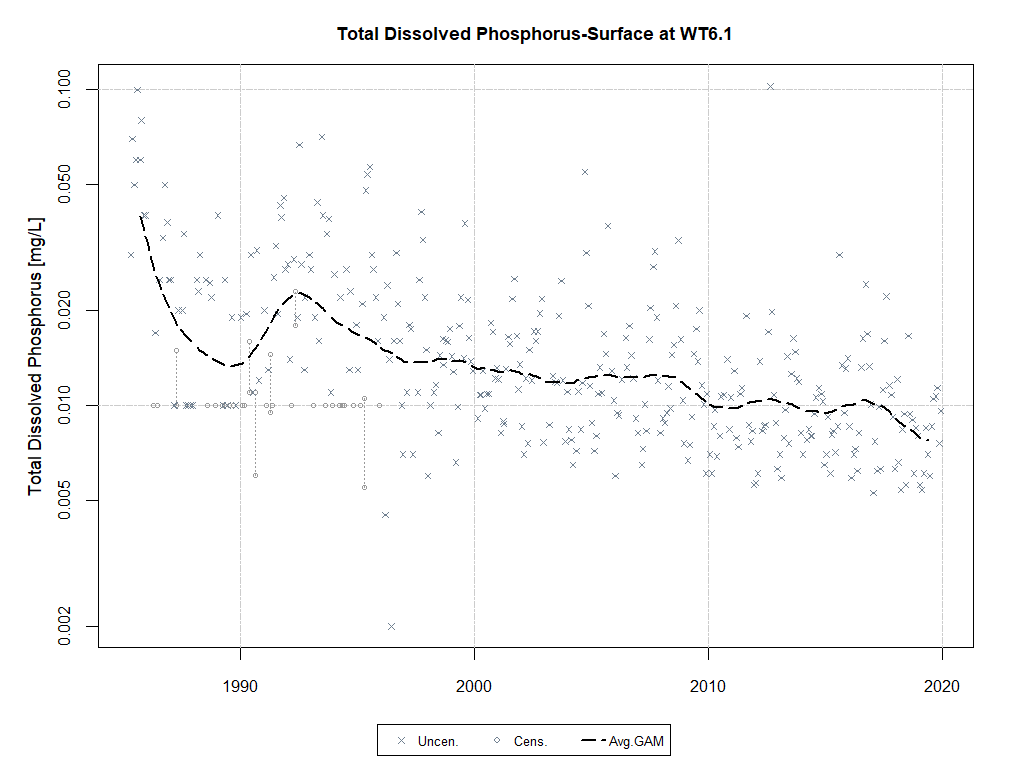 Total Dissolved Phosphorus-Surface at WT6.1
Total Dissolved Phosphorus [mg/L]
0.100
0.050
0.020
0.010
0.005
0.002
1990 2000 2010 2020
Uncen. Cens. Avg.GAM